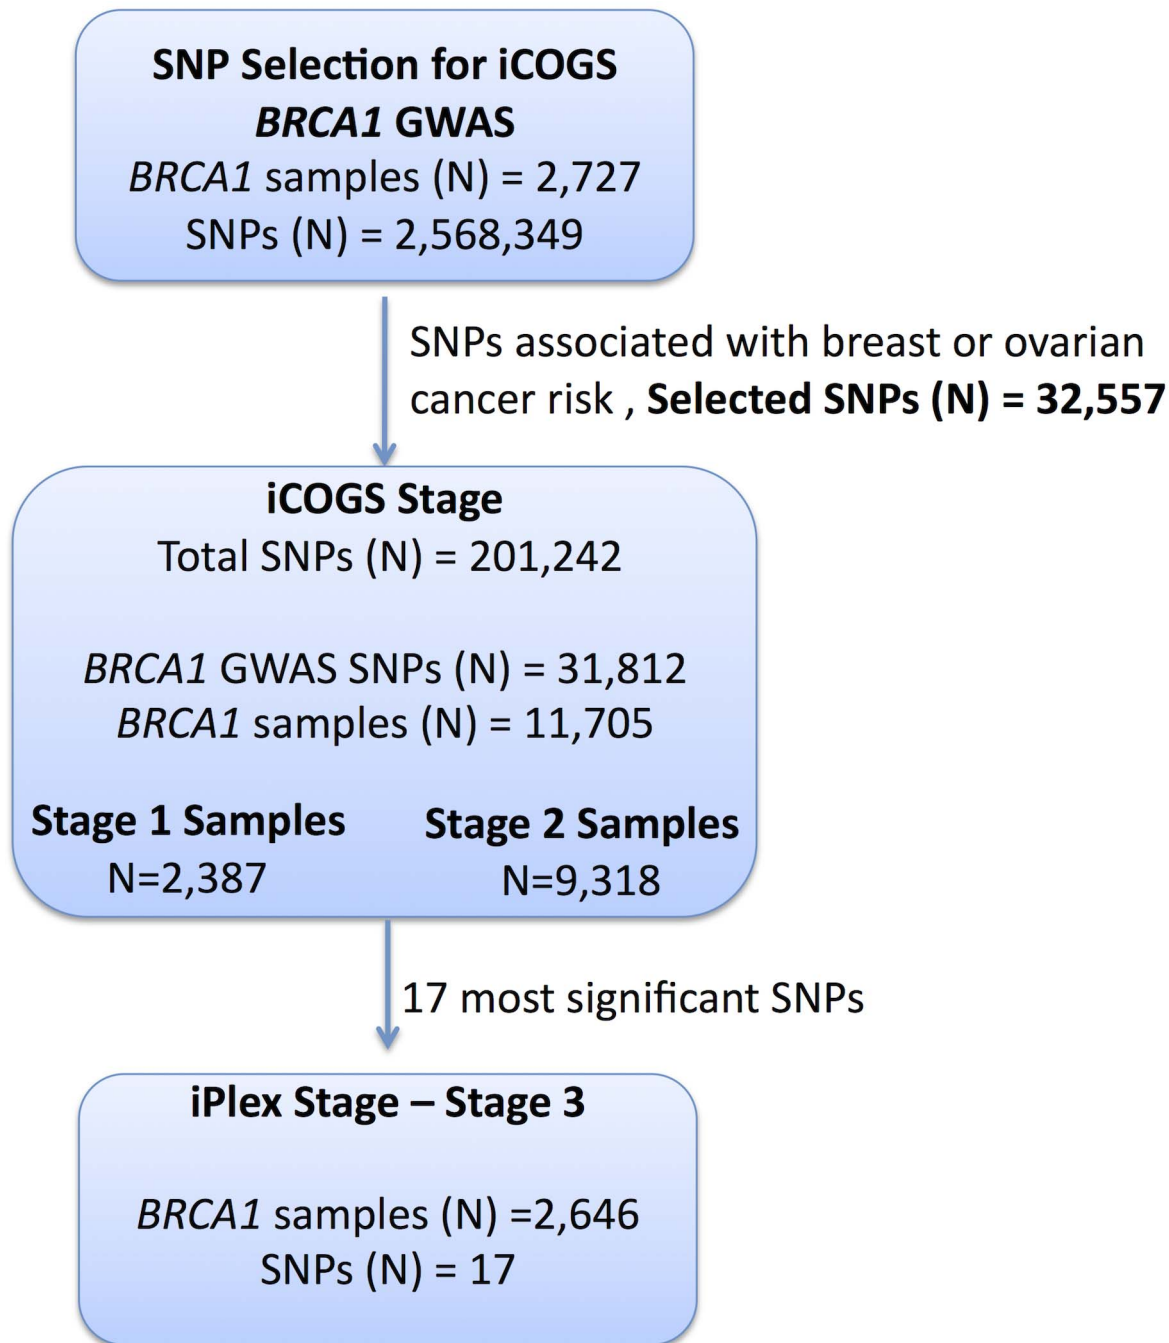 SNP Selection for iCOGS
BRCA1 GWAS
BRCA1 samples (N) = 2,727
SNPs (N) = 2,568,349
SNPs associated with breast or ovarian
cancer risk , Selected SNPs (N) = 32,557
iCOGS Stage
Total SNPs (N) = 201,242
BRCA1 GWAS SNPs (N) = 31,812
BRCA1 samples (N) = 11,705
Stage 1 Samples
N=2,387
Stage 2 Samples
N=9,318
17 most significant SNPs
iPlex Stage – Stage 3
BRCA1 samples (N) =2,646
SNPs (N) = 17